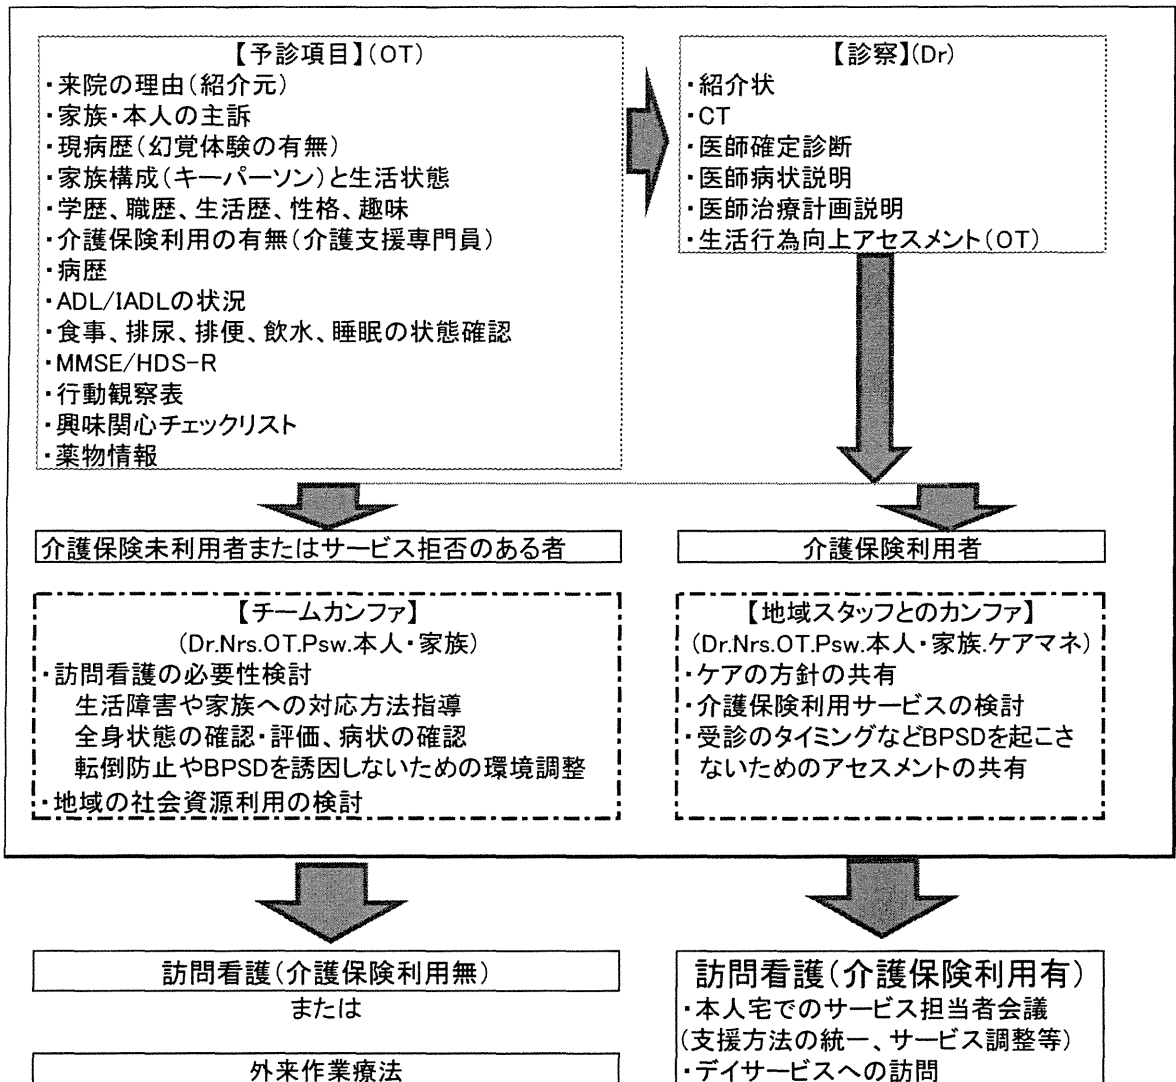 【予診項目】(OT)
・来院の理由(紹介元)
・家族・本人の主訴
・現病歴(幻覚体験の有無)
・家族構成(キーパーソン)と生活状態
・学歴、職歴、生活歴、性格、趣味
・介護保険利用の有無(介護支援専門員)
・病歴
・ADL/IADLの状況
・食事、排尿、排便、飲水、睡眠の状態確認
・MMSE/HDS-R
・行動観察表
・興味関心チェックリスト
・薬物情報
【診察】(Dr)
・紹介状
・CT
・医師確定診断
・医師病状説明
・医師治療計画説明
・生活行為向上アセスメント(OT)
介護保険未利用者またはサービス拒否のある者
【チームカンファ】
(Dr.Nrs.OT.Psw.本人・家族)
・訪問看護の必要性検討
生活障害や家族への対応方法指導
全身状態の確認・評価、病状の確認
転倒防止やBPSDを誘因しないための環境調整
・地域の社会資源利用の検討
介護保険利用者
【地域スタッフとのカンファ】
(Dr.Nrs.OT.Psw.本人・家族.ケアマネ)
・ケアの方針の共有
・介護保険利用サービスの検討
・受診のタイミングなどBPSDを起こさ
ないためのアセスメントの共有
訪問看護(介護保険利用無)
または
外来作業療法
訪問看護(介護保険利用有)
・本人宅でのサービス担当者会議
(支援方法の統一、サービス調整等)
・デイサービスへの訪問